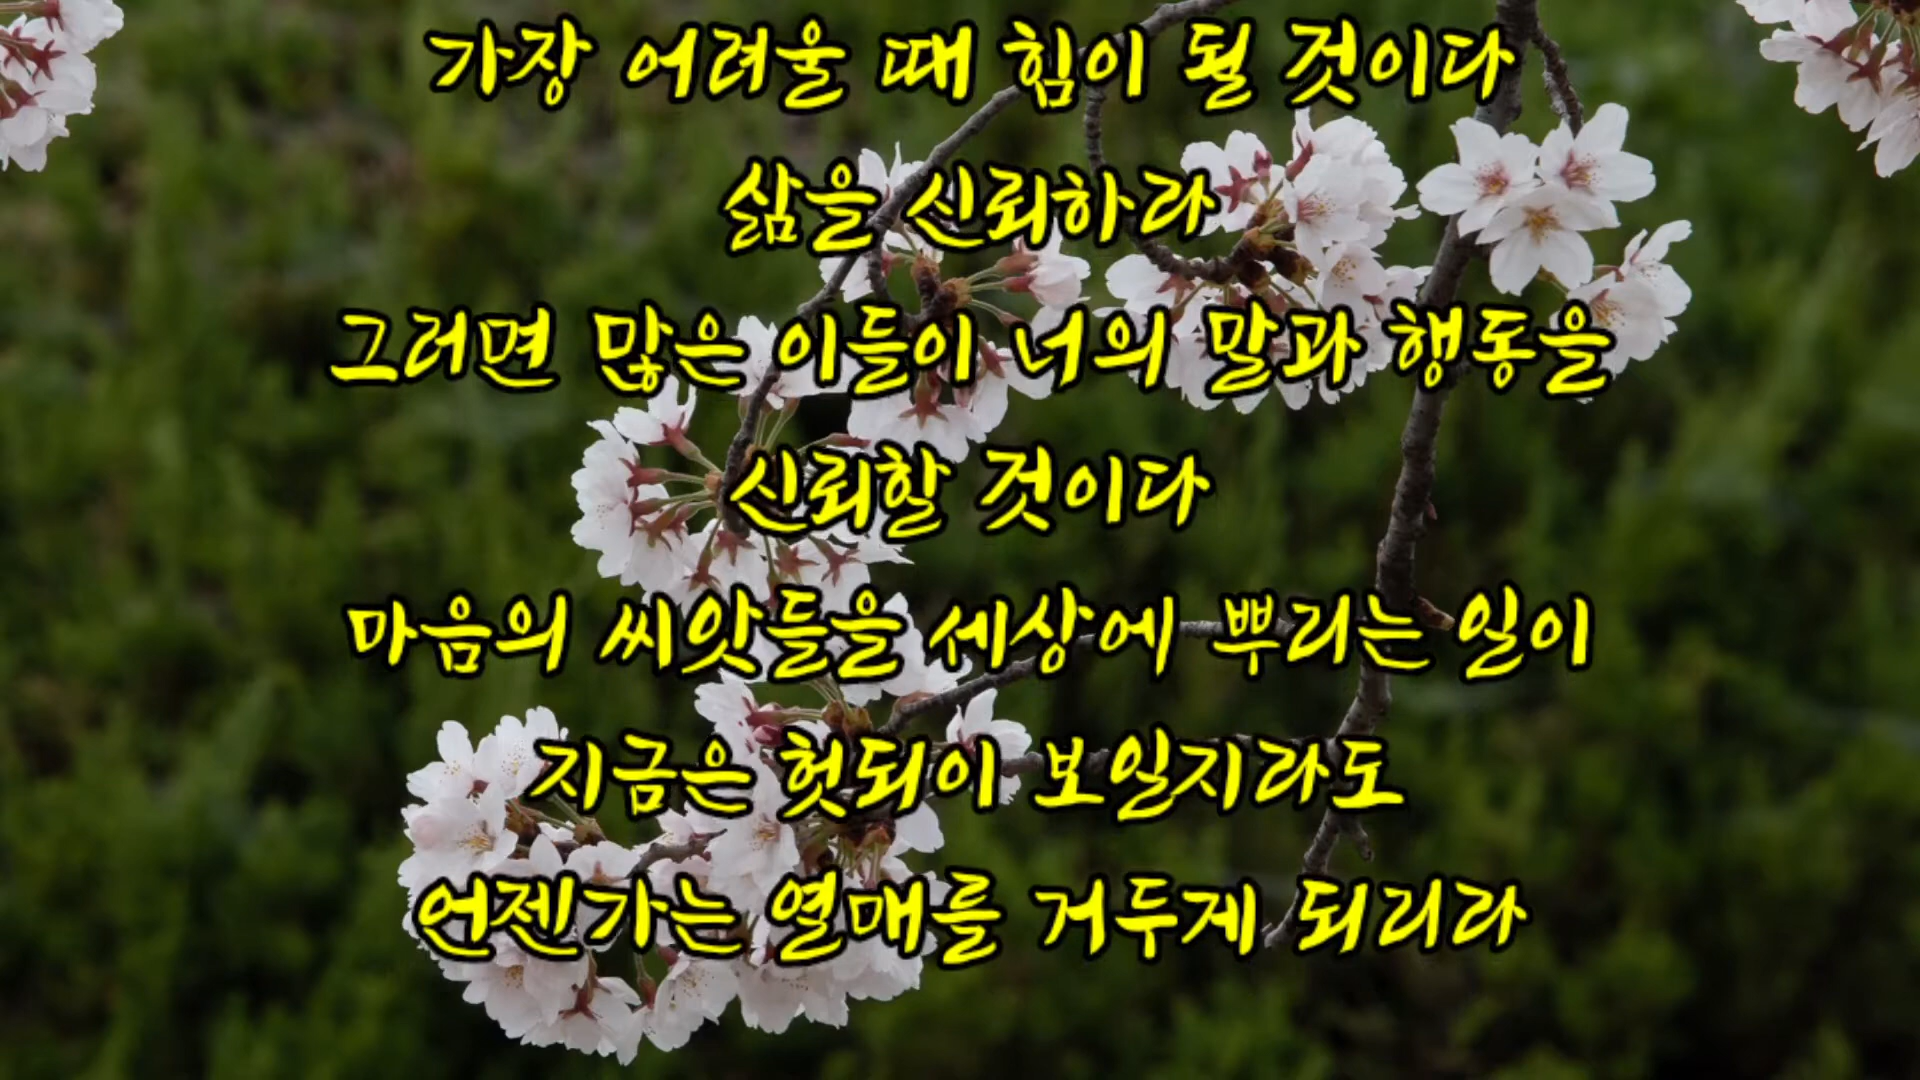 가장 어려울 때 힘이 될 것이다
삶을 신뢰하라
그러면 많은 이들이 너의 말과 행동을
신뢰할 것이다
마음의 씨앗들을 세상에 뿌리는 일이
지금은 헛되이 보일지라도
언젠가는 열매를 거두게 되리라